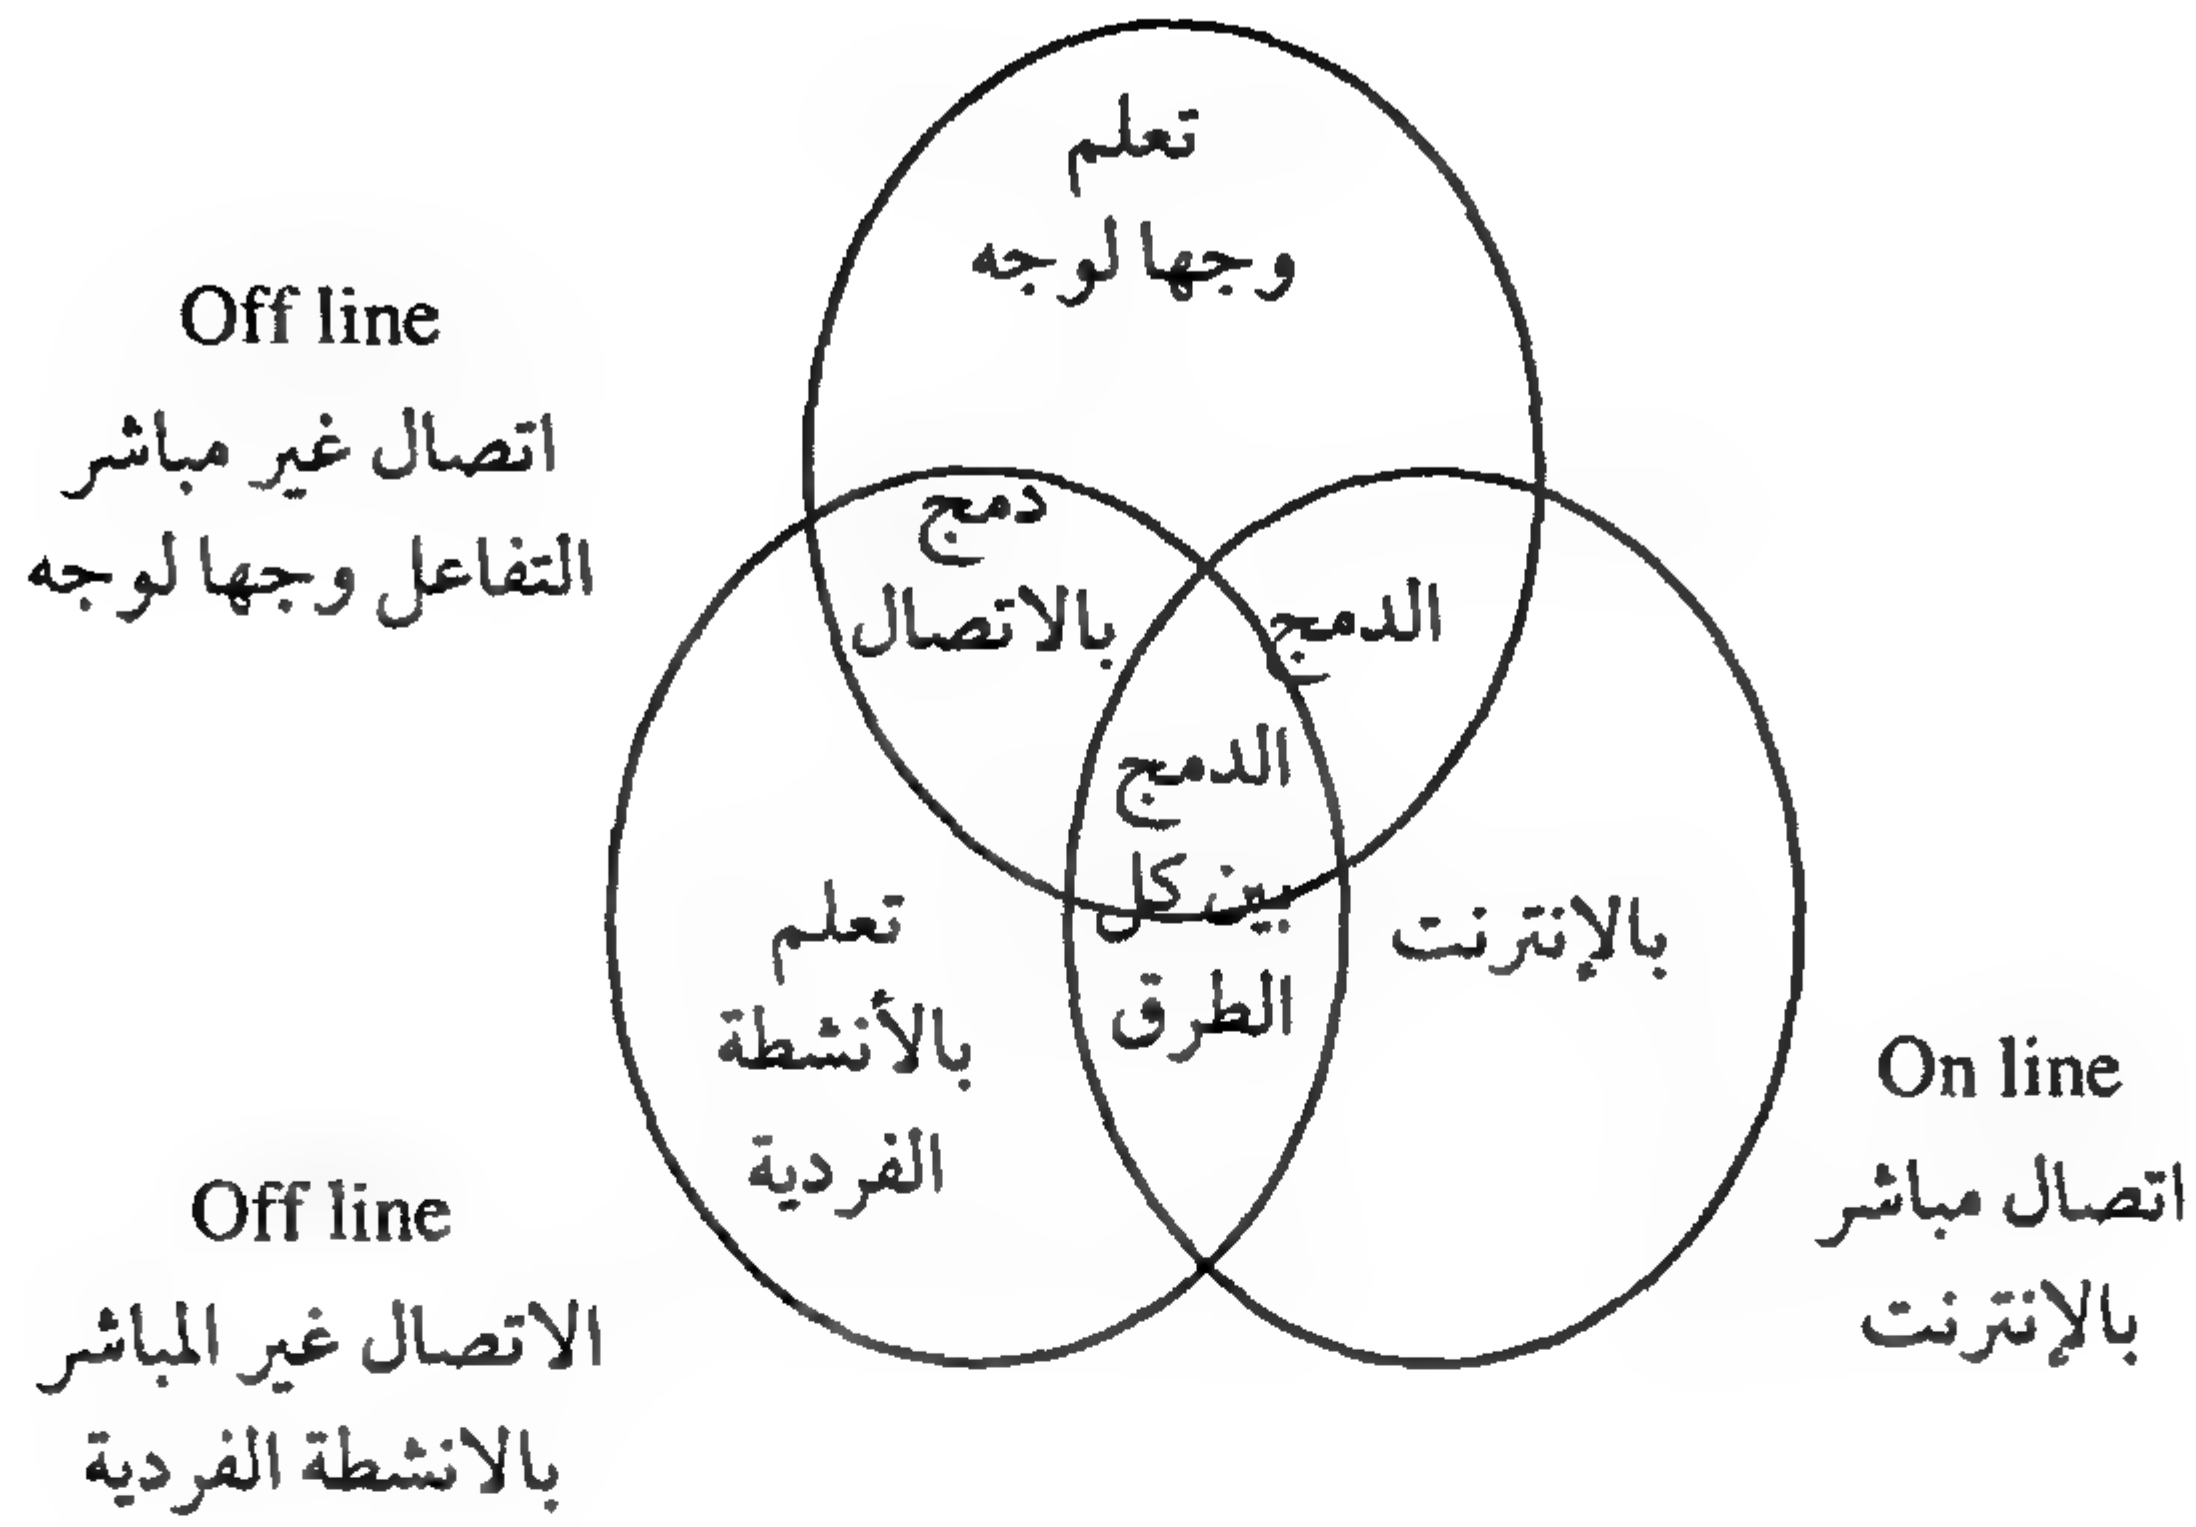 تعلم
وجها لوجه
Off line
اتصال غير مباشر
التفاعل وجها لوجه
دمج
بالاتصال
الدمج
الدمج
بين كل
الطرق
تعلم
بالأنشطة
الفردية
بالإنترنت
On line
اتصال مباشر
بالإنترنت
Off line
الاتصال غير المباشر
بالانشطة الفردية